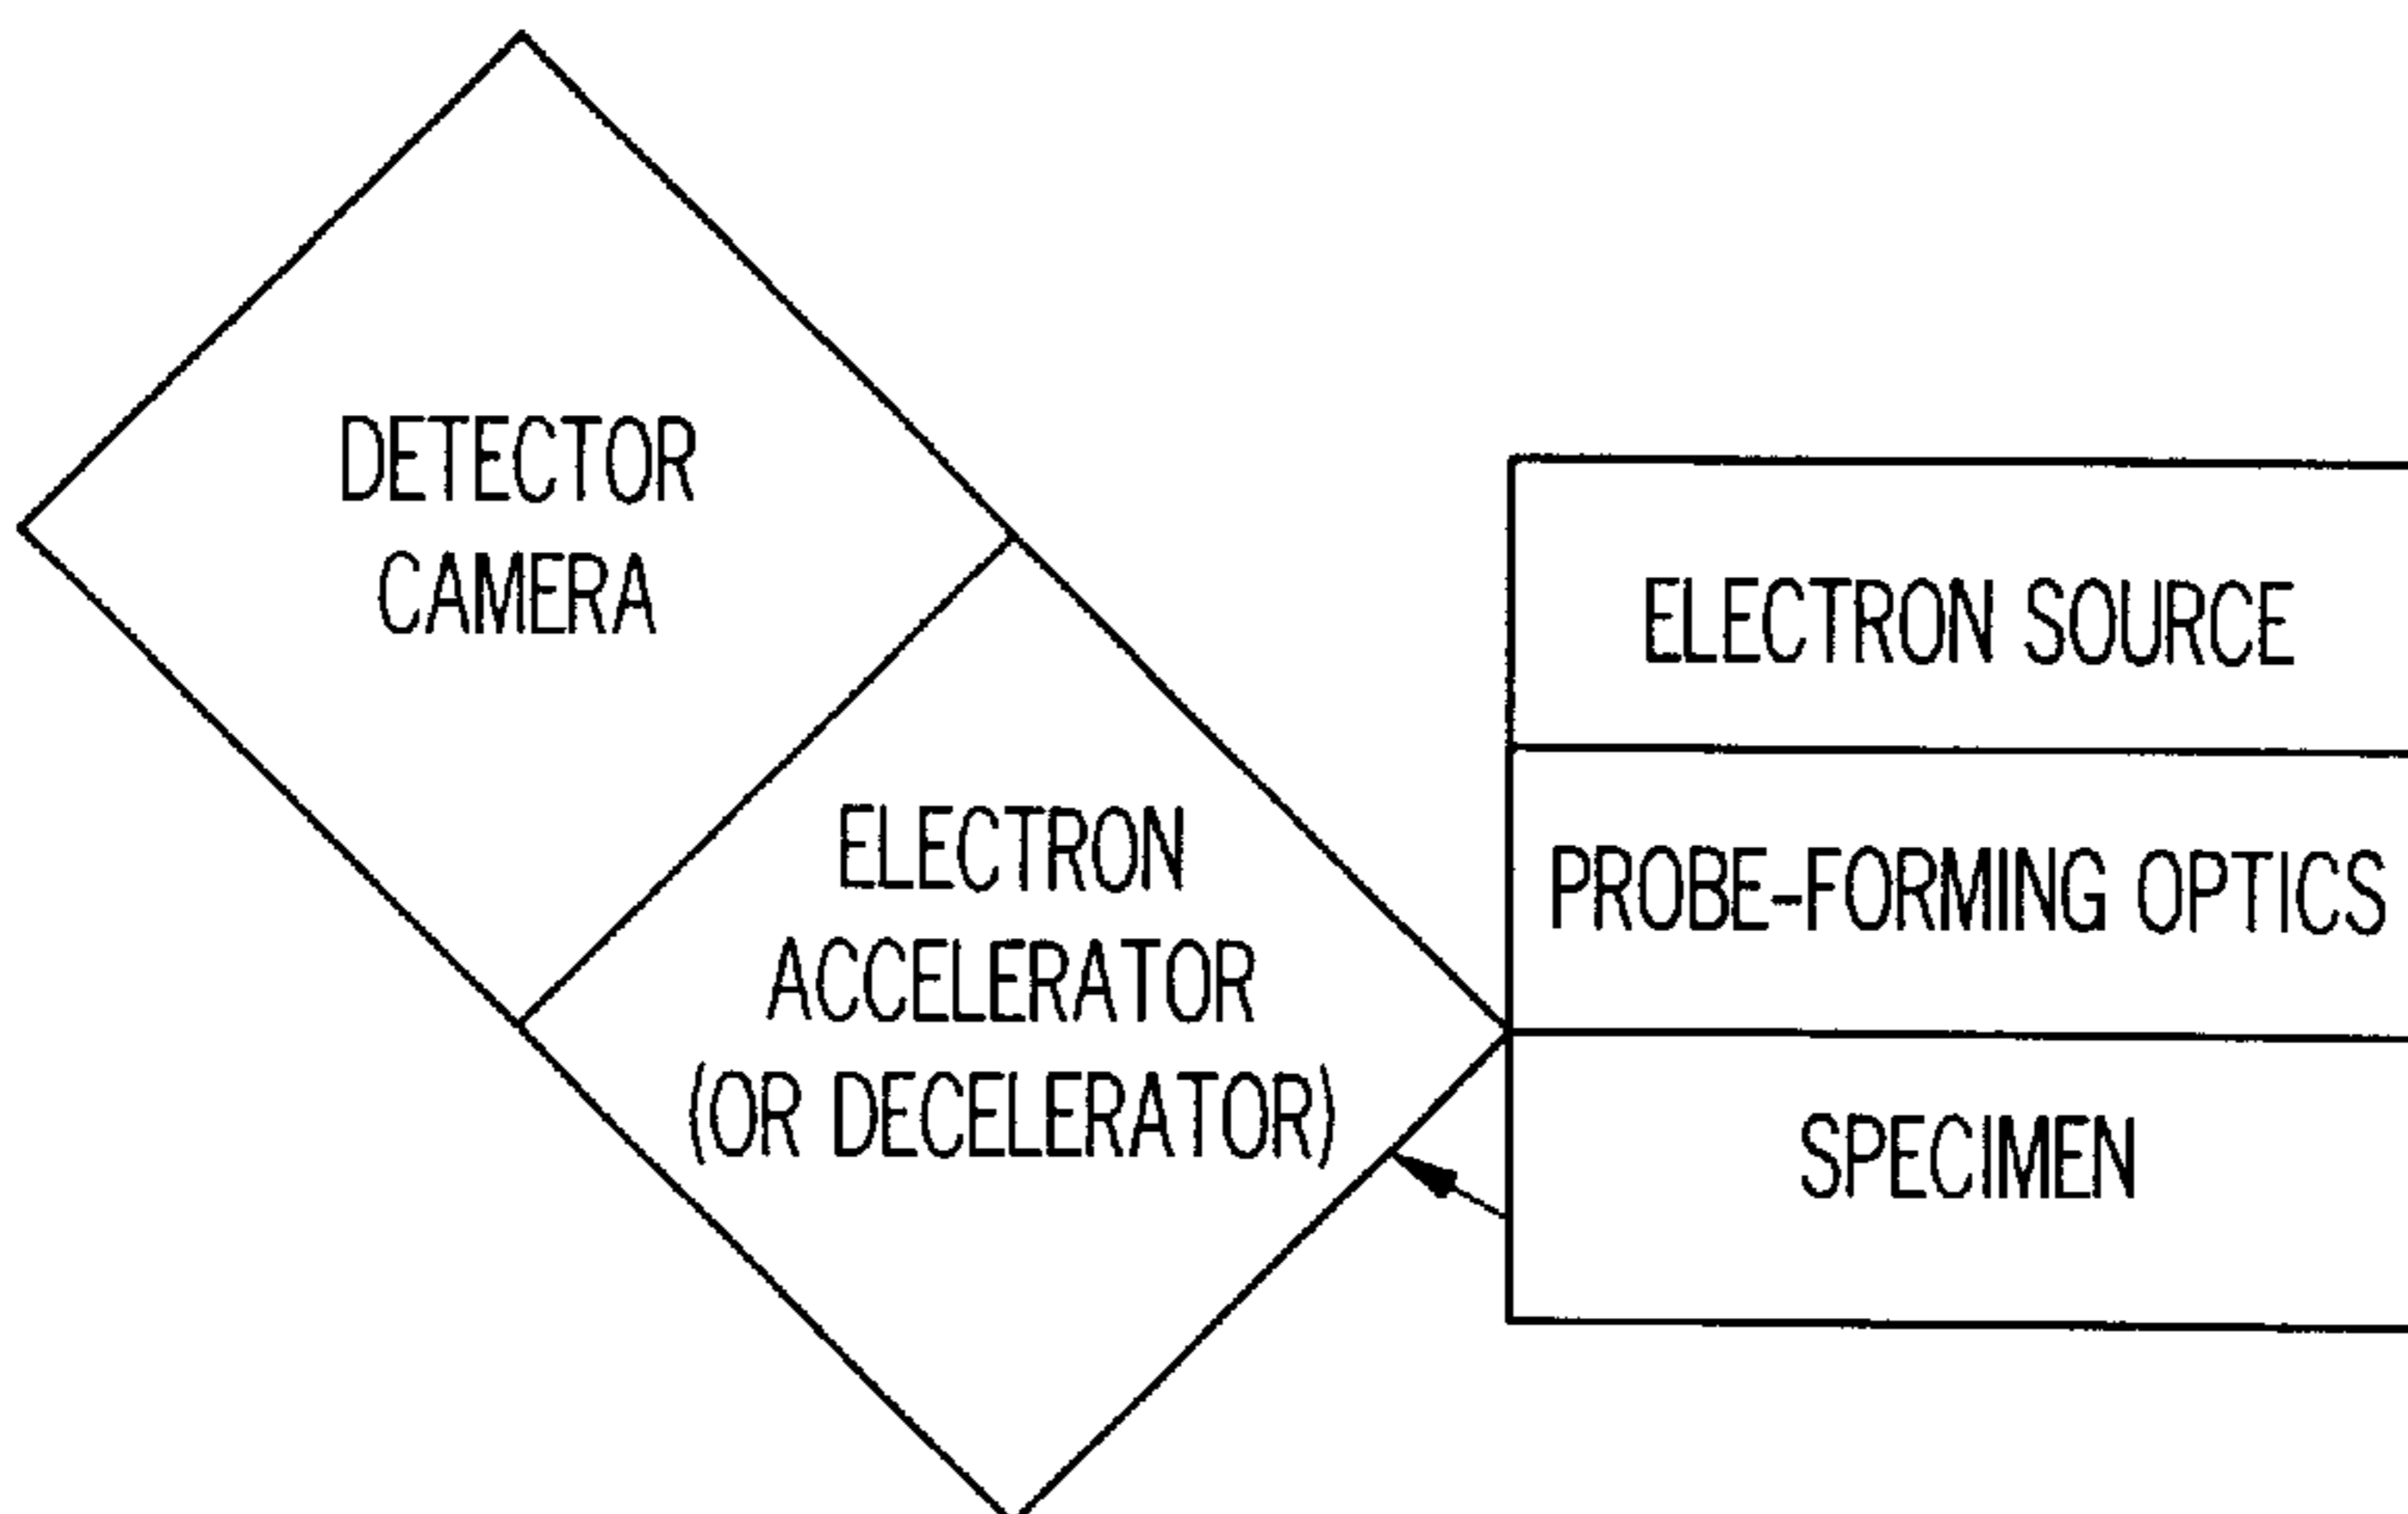 DETECTOR
CAMERA
ELECTRON
ACCELERATOR
(OR DECELERATOR)
ELECTRON SOURCE
PROBE-FORMING OPTICS
SPECIMEN